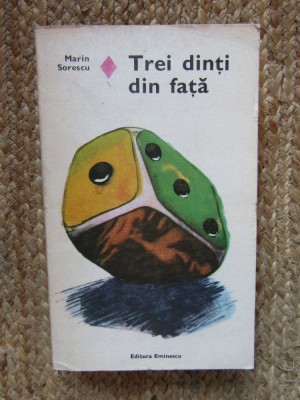 Marin
Sorescu
Trei dinți
din față
Editura Eminescu